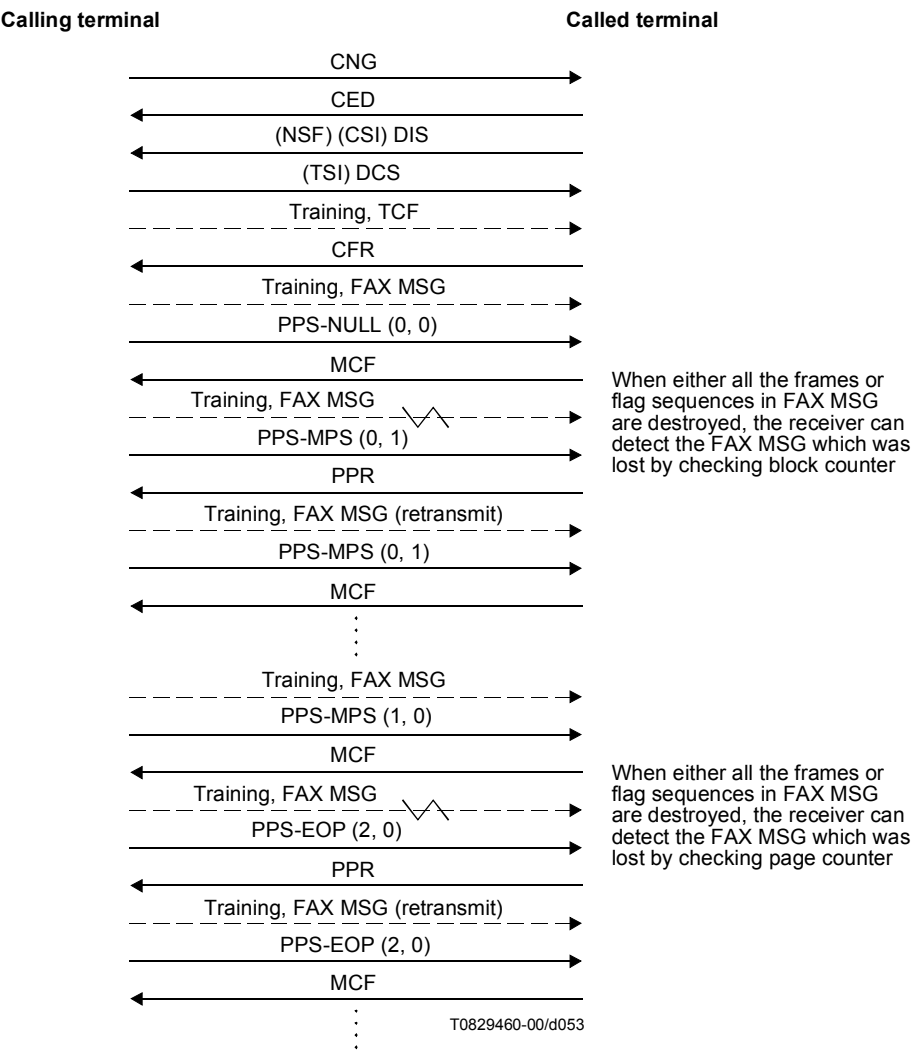 Calling terminal
Called terminal
CNG
CED
(NSF) (CSI) DIS
(TSI) DCS
Training, TCF
CFR
Training, FAX MSG
PPS-NULL (0, 0)
MCF
Training, FAX MSG
PPS-MPS (0, 1)
When either all the frames or
flag sequences in FAX MSG
are destroyed, the receiver can
detect the FAX MSG which was
lost by checking block counter
PPR
Training, FAX MSG (retransmit)
PPS-MPS (0, 1)
MCF
Training, FAX MSG
PPS-MPS (1, 0)
MCF
Training, FAX MSG
PPS-EOP (2, 0)
When either all the frames or
flag sequences in FAX MSG
are destroyed, the receiver can
detect the FAX MSG which was
lost by checking page counter
PPR
Training, FAX MSG (retransmit)
PPS-EOP (2, 0)
MCF
T0829460-00/d053